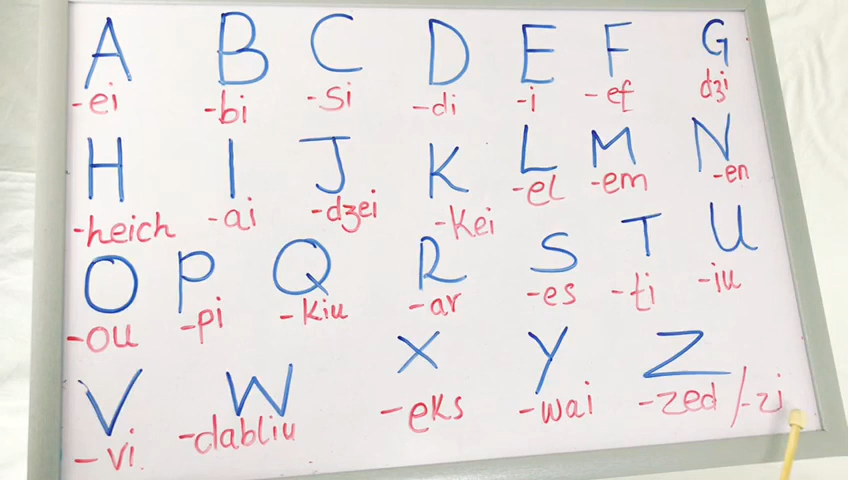 A B C D E F G
-ei -bi -si -di -i -ef dʒi
H I J K L M N
-heich -ai -dʒei -kei -el -em -en
O P Q R S T U
-ou -pi -kiu -ar -es -ti -iu
V W X Y Z
-vi -dabliu -eks -wai -zed /-zi